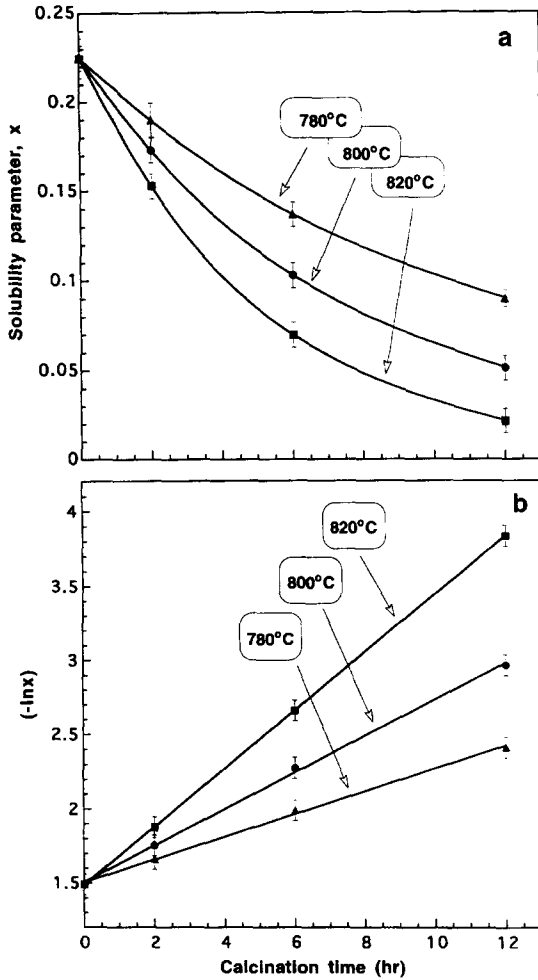 0.25
a
0.2
780°C
800°C
820°C
0.15
Solubility parameter, x
0.1
0.05
0
4
b
820°C
3.5
800°C
780°C
3
(-lnx)
2.5
2
1.5
0 2 4 6 8 10 12
Calcination time (hr)